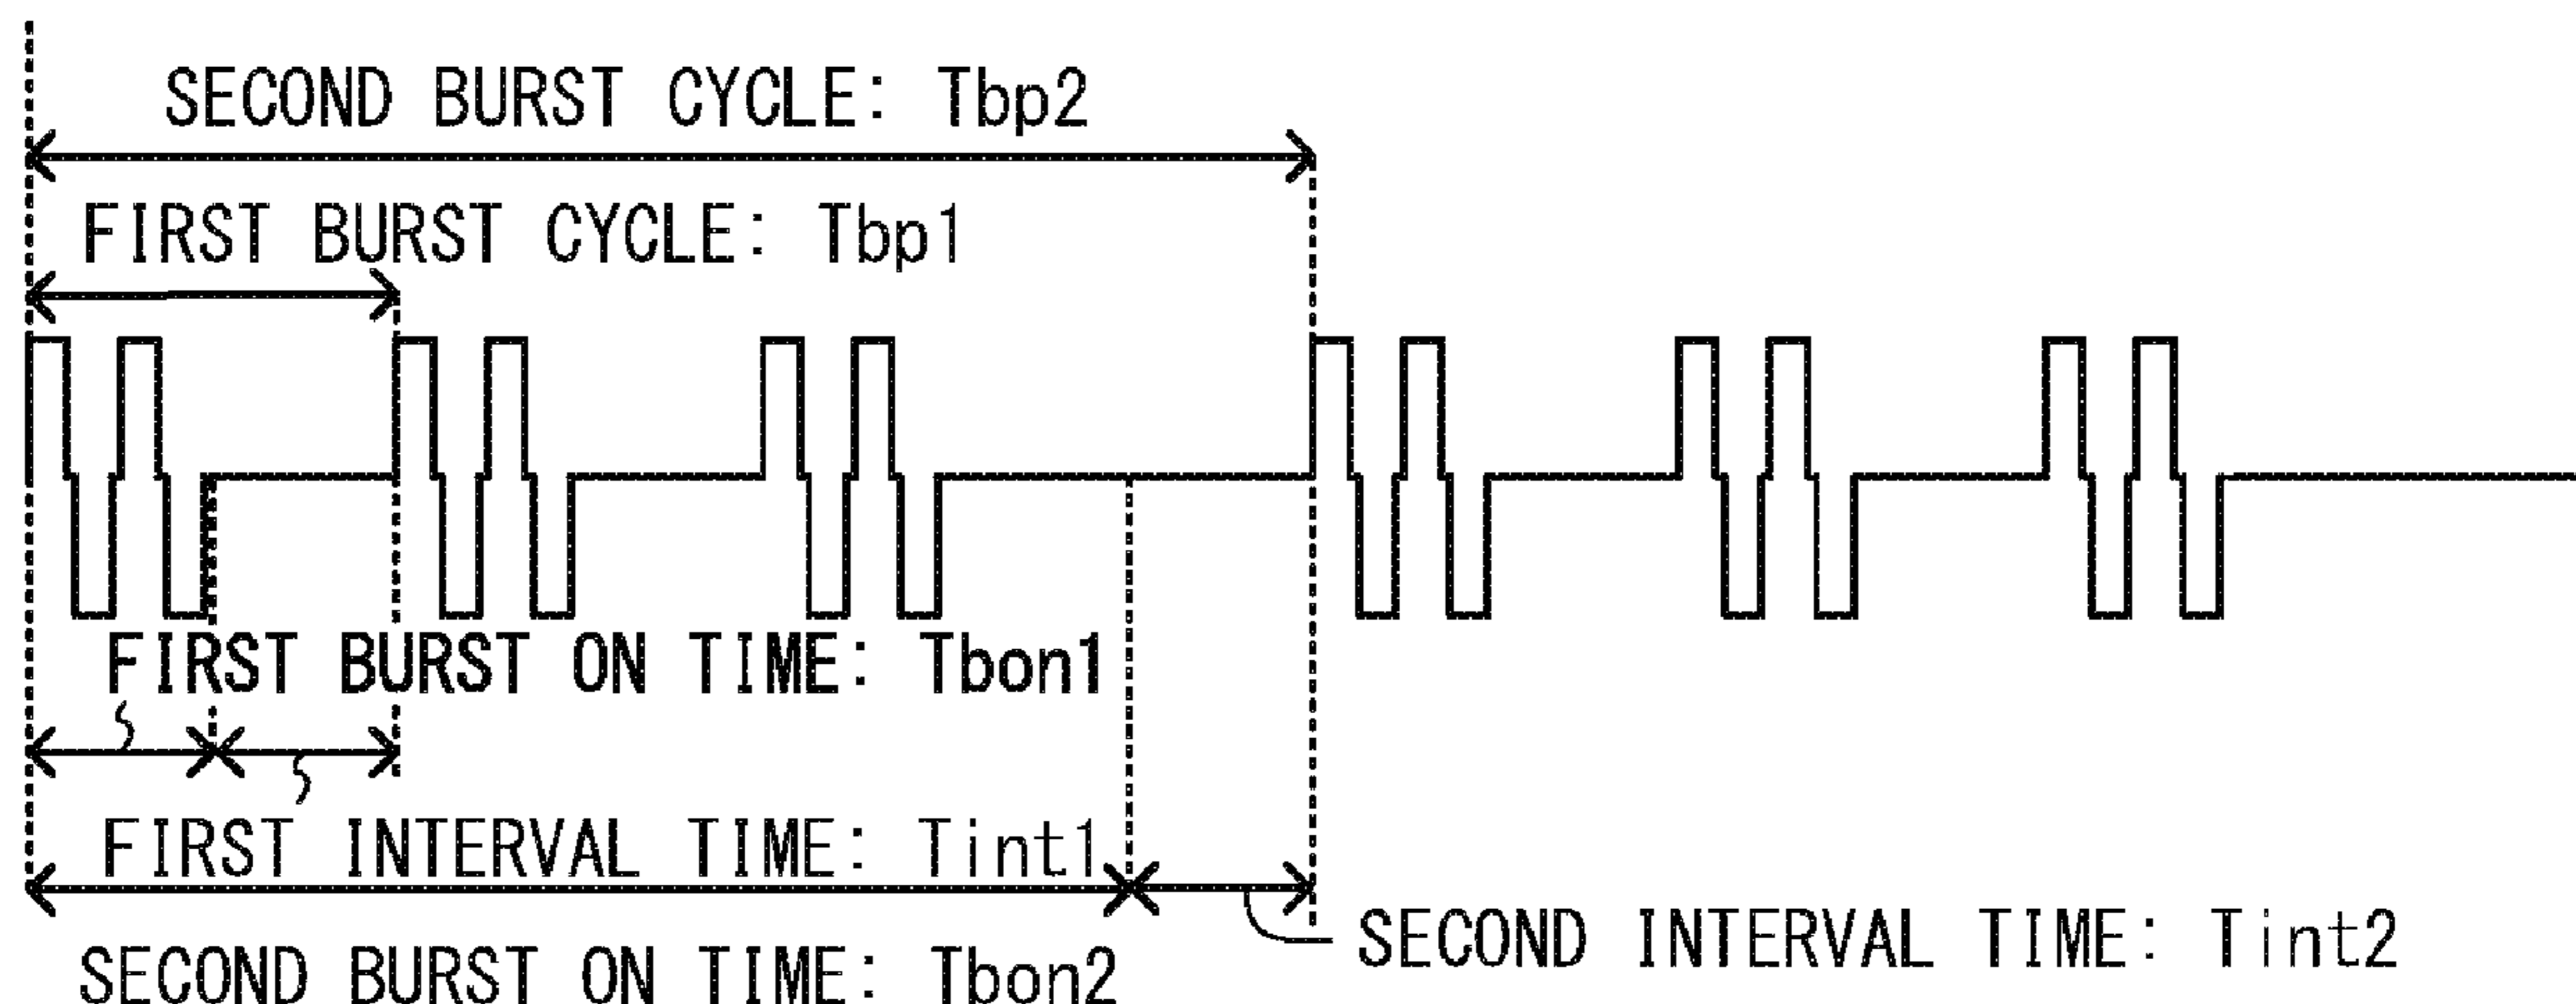 SECOND BURST CYCLE: Tbp2
FIRST BURST CYCLE: Tbp1
FIRST BURST ON TIME: Tbon1
FIRST INTERVAL TIME: Tint1
SECOND INTERVAL TIME: Tint2
SECOND BURST ON TIME: Tbon2